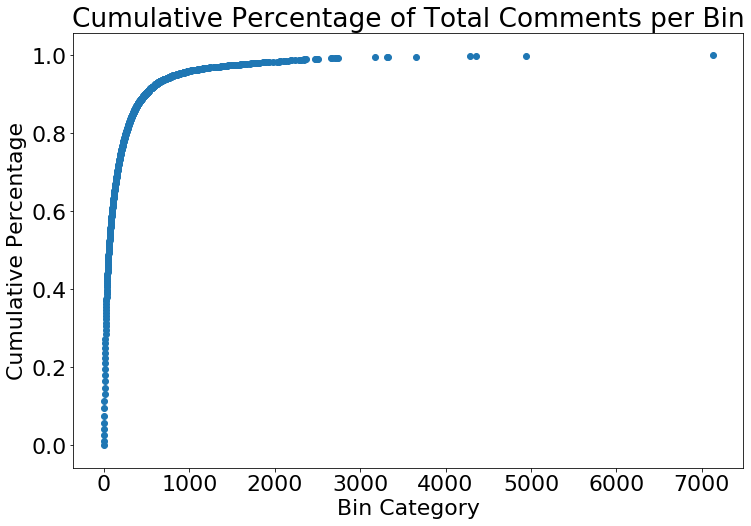 Cumulative Percentage of Total Comments per Bin
1.0
0.8
0.6
0.4
0.2
0.0
Cumulative Percentage
0 1000 2000 3000 4000 5000 6000 7000
Bin Category